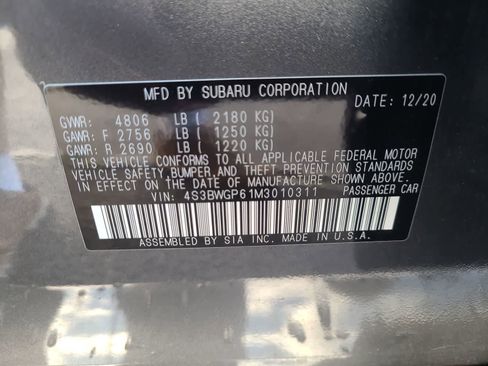 MFD BY SUBARU CORPORATION
DATE: 12/20
GVWR: 4806 LB ( 2180 KG)
GAWR: F 2756 LB ( 1250 KG)
GAWR: R 2690 LB ( 1220 KG)
THIS VEHICLE CONFORMS TO ALL APPLICABLE FEDERAL MOTOR
VEHICLE SAFETY, BUMPER, AND THEFT PREVENTION STANDARDS
IN EFFECT ON THE DATE OF MANUFACTURE SHOWN ABOVE.
VIN: 4S3BWGP61M3010311 PASSENGER CAR
ASSEMBLED BY SIA INC. MADE IN U.S.A.